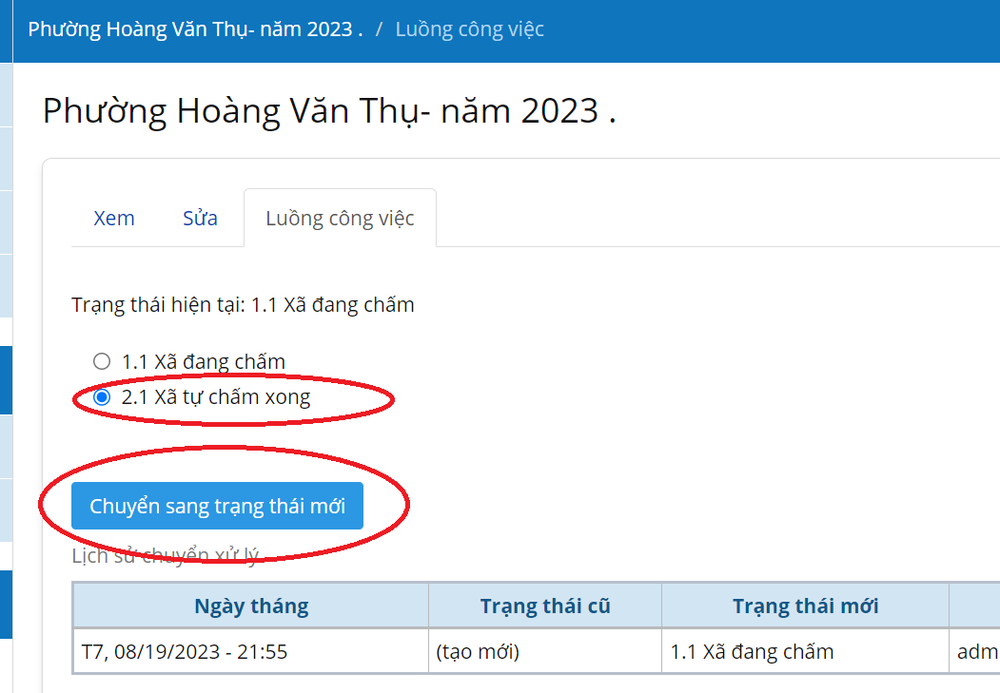 Phường Hoàng Văn Thụ- năm 2023 . / Luồng công việc
Phường Hoàng Văn Thụ- năm 2023 .
Xem Sửa Luồng công việc
Trạng thái hiện tại: 1.1 Xã đang chấm
1.1 Xã đang chấm
2.1 Xã tự chấm xong
Chuyển sang trạng thái mới
Lịch sử chuyển xử lý
Ngày tháng Trạng thái cũ Trạng thái mới
T7, 08/19/2023 - 21:55 (tạo mới) 1.1 Xã đang chấm adm